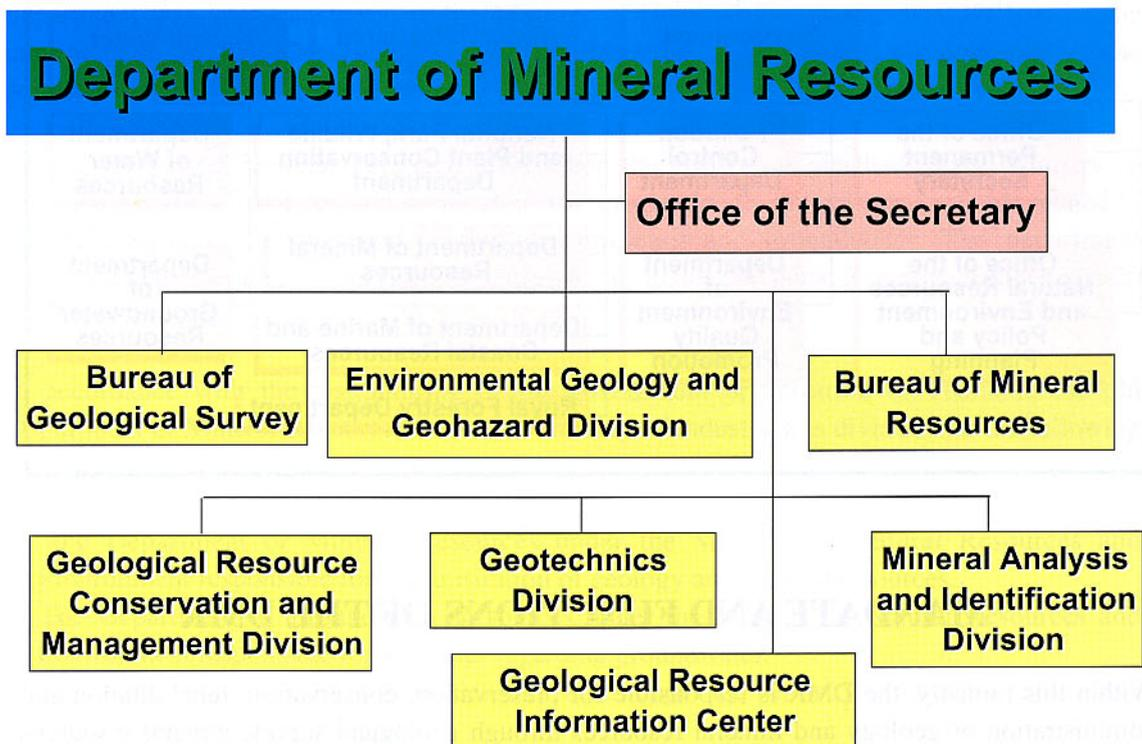 Department of Mineral Resources
Office of the Secretary
Bureau of
Geological Survey
Environmental Geology and
Geohazard Division
Bureau of Mineral
Resources
Geological Resource
Conservation and
Management Division
Geotechnics
Division
Mineral Analysis
and Identification
Division
Geological Resource
Information Center